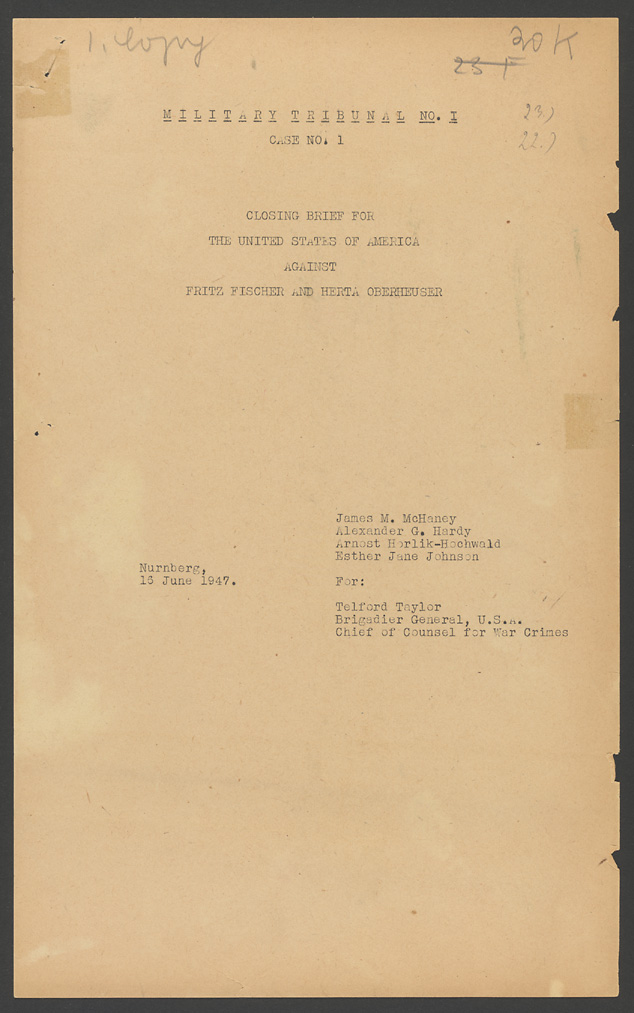 1. Copy
30 K
23 F
MILITARY TRIBUNAL NO. I
23.)
CASE NO. 1
22.)
CLOSING BRIEF FOR
THE UNITED STATES OF AMERICA
AGAINST
FRITZ FISCHER AND HERTA OBERHEUSER
James M. McHaney
Alexander G. Hardy
Arnost Horlik-Hochwald
Esther Jane Johnson
Nurnberg,
16 June 1947.
For:
Telford Taylor
Brigadier General, U.S.A.
Chief of Counsel for War Crimes